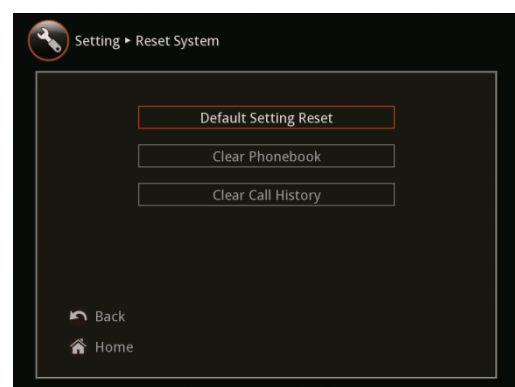 Setting ▸ Reset System
Default Setting Reset
Clear Phonebook
Clear Call History
Back
Home